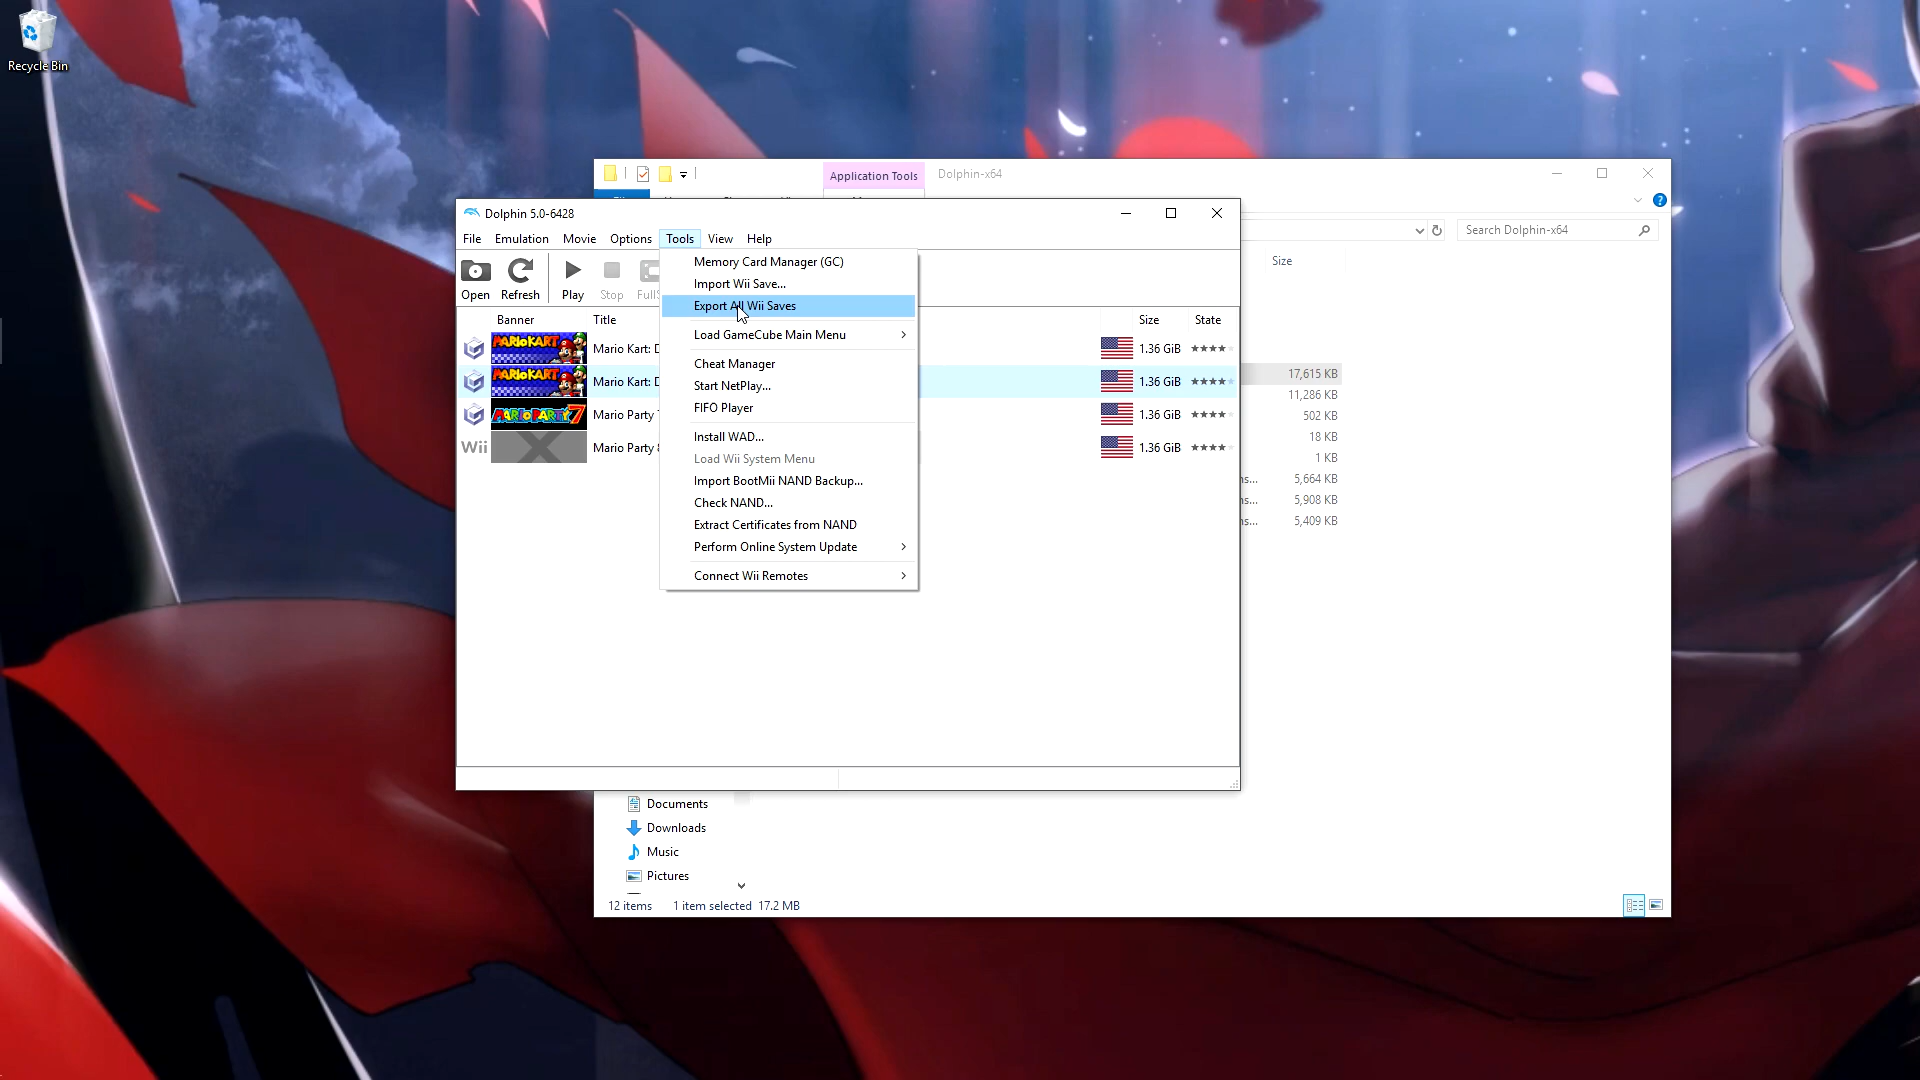 Recycle Bin
Application Tools
Dolphin-x64
Dolphin 5.0-6428
File Emulation Movie Options Tools View Help
Search Dolphin-x64
Open Refresh Play Stop
Memory Card Manager (GC)
Import Wii Save...
Export All Wii Saves
Load GameCube Main Menu
Cheat Manager
Start NetPlay...
FIFO Player
Install WAD...
Load Wii System Menu
Import BootMii NAND Backup...
Check NAND...
Extract Certificates from NAND
Perform Online System Update
Connect Wii Remotes
Banner Title Size State
MARIOKART Mario Kart: 1.36 GiB
MARIOKART Mario Kart: 1.36 GiB
MARIO PARTY 7 Mario Party 1.36 GiB
Wii Mario Party 1.36 GiB
Size
17,615 KB
11,286 KB
502 KB
18 KB
1 KB
5,664 KB
5,908 KB
5,409 KB
Documents
Downloads
Music
Pictures
12 items 1 item selected 17.2 MB